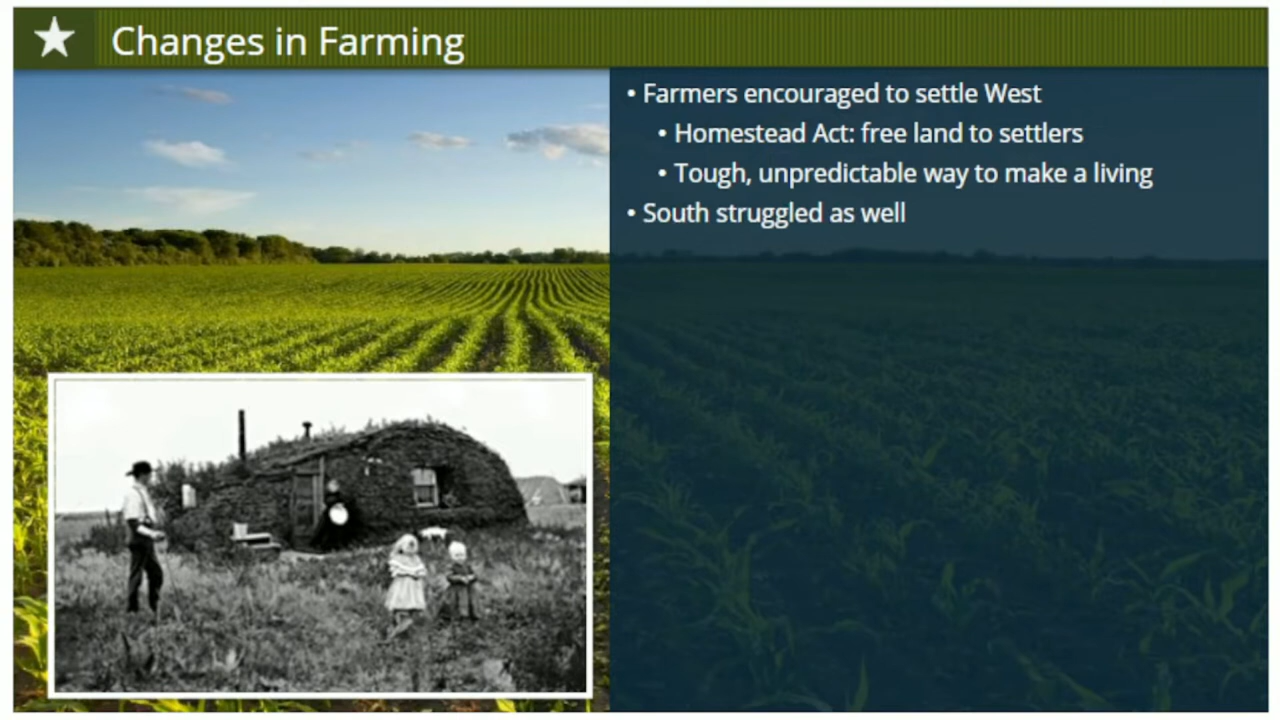 Changes in Farming
• Farmers encouraged to settle West
• Homestead Act: free land to settlers
• Tough, unpredictable way to make a living
• South struggled as well